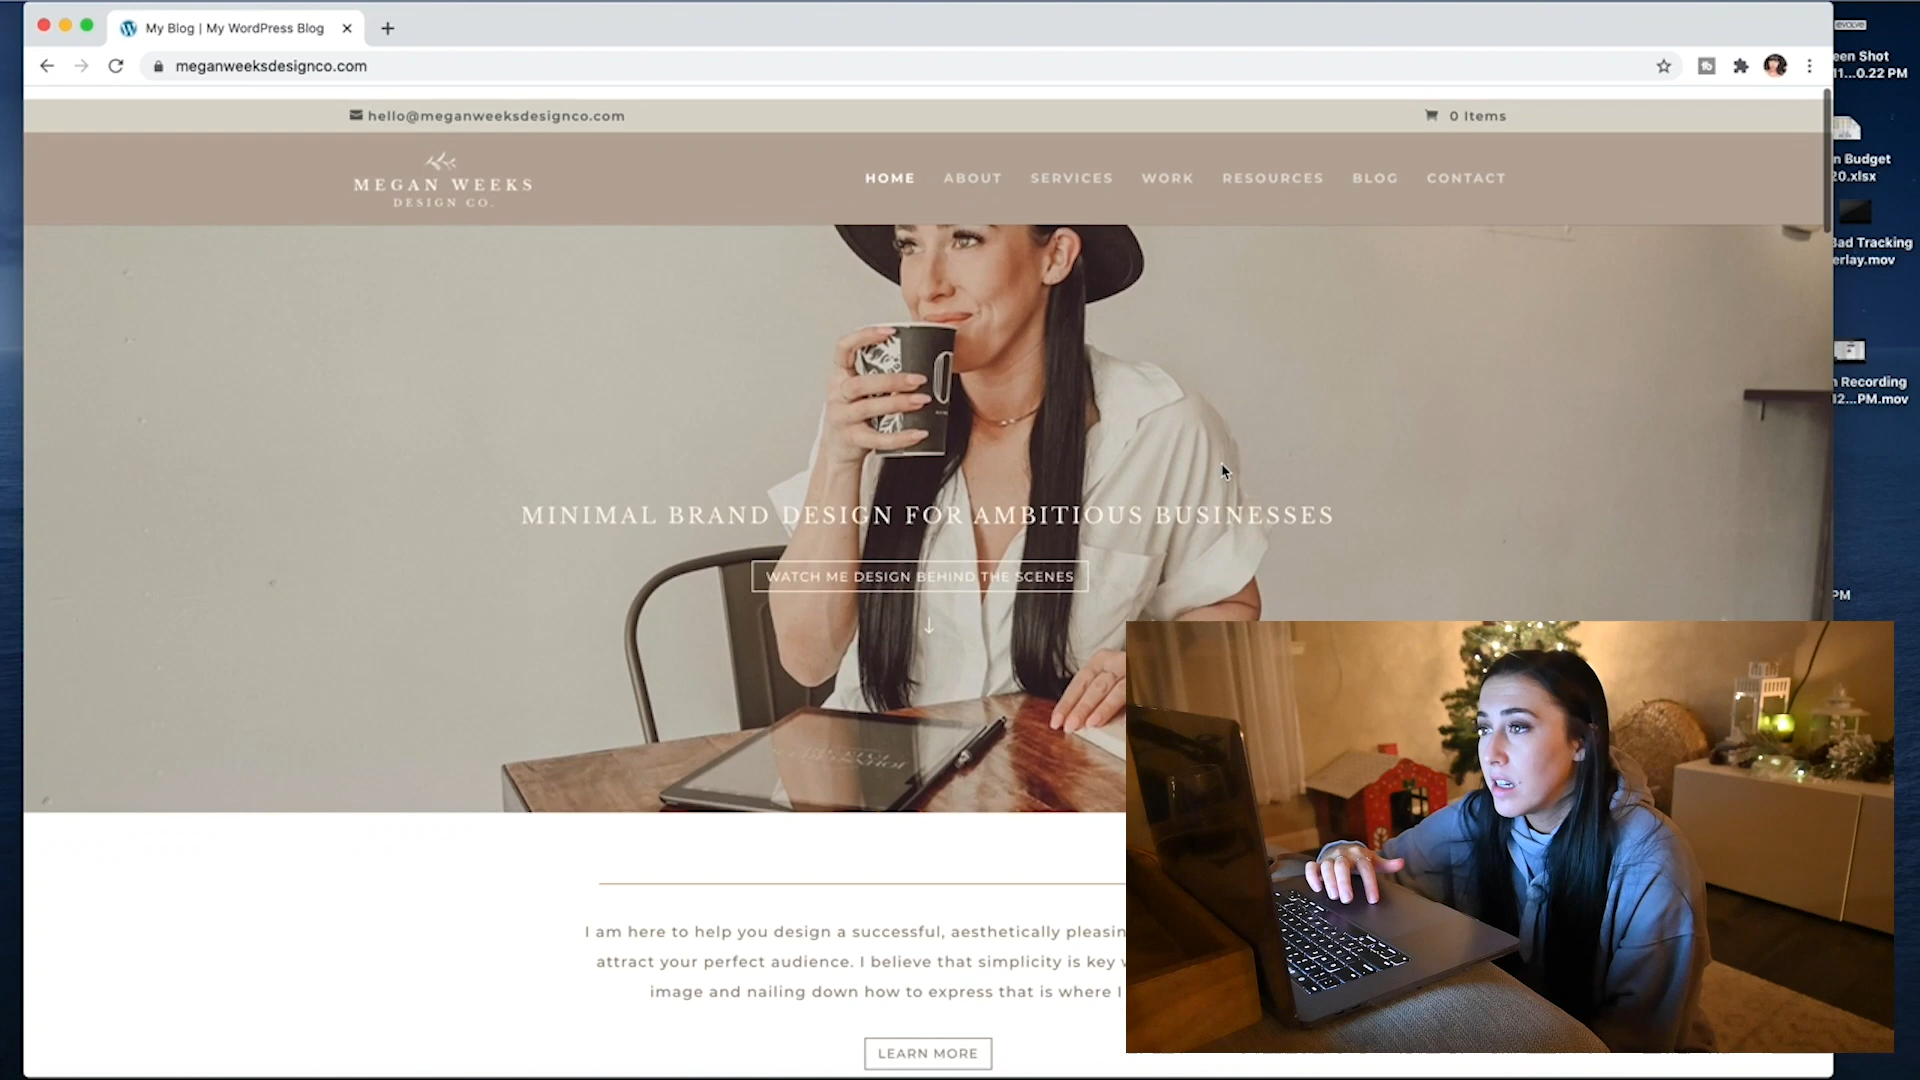 My Blog | My WordPress Blog
meganweeksdesignco.com
hello@meganweeksdesignco.com
0 Items
MEGAN WEEKS
DESIGN CO.
HOME ABOUT SERVICES WORK RESOURCES BLOG CONTACT
MINIMAL BRAND DESIGN FOR AMBITIOUS BUSINESSES
WATCH ME DESIGN BEHIND THE SCENES
I am here to help you design a successful, aesthetically
attract your perfect audience. I believe that simplicity is key
image and nailing down how to express that is where I
LEARN MORE
evolve
Shot
11...0.22 PM
Budget
20.xlsx
Bad Tracking
erlay.mov
Recording
12...PM.mov
PM